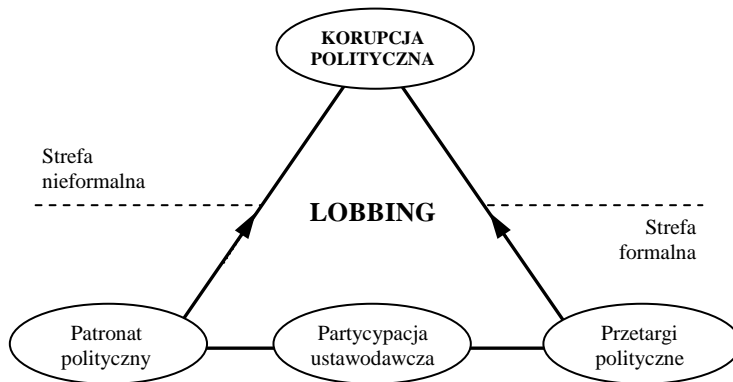 KORUPCJA
POLITYCZNA
Strefa
nieformalna
LOBBING
Strefa
formalna
Patronat
polityczny
Partycypacja
ustawodawcza
Przetargi
polityczne